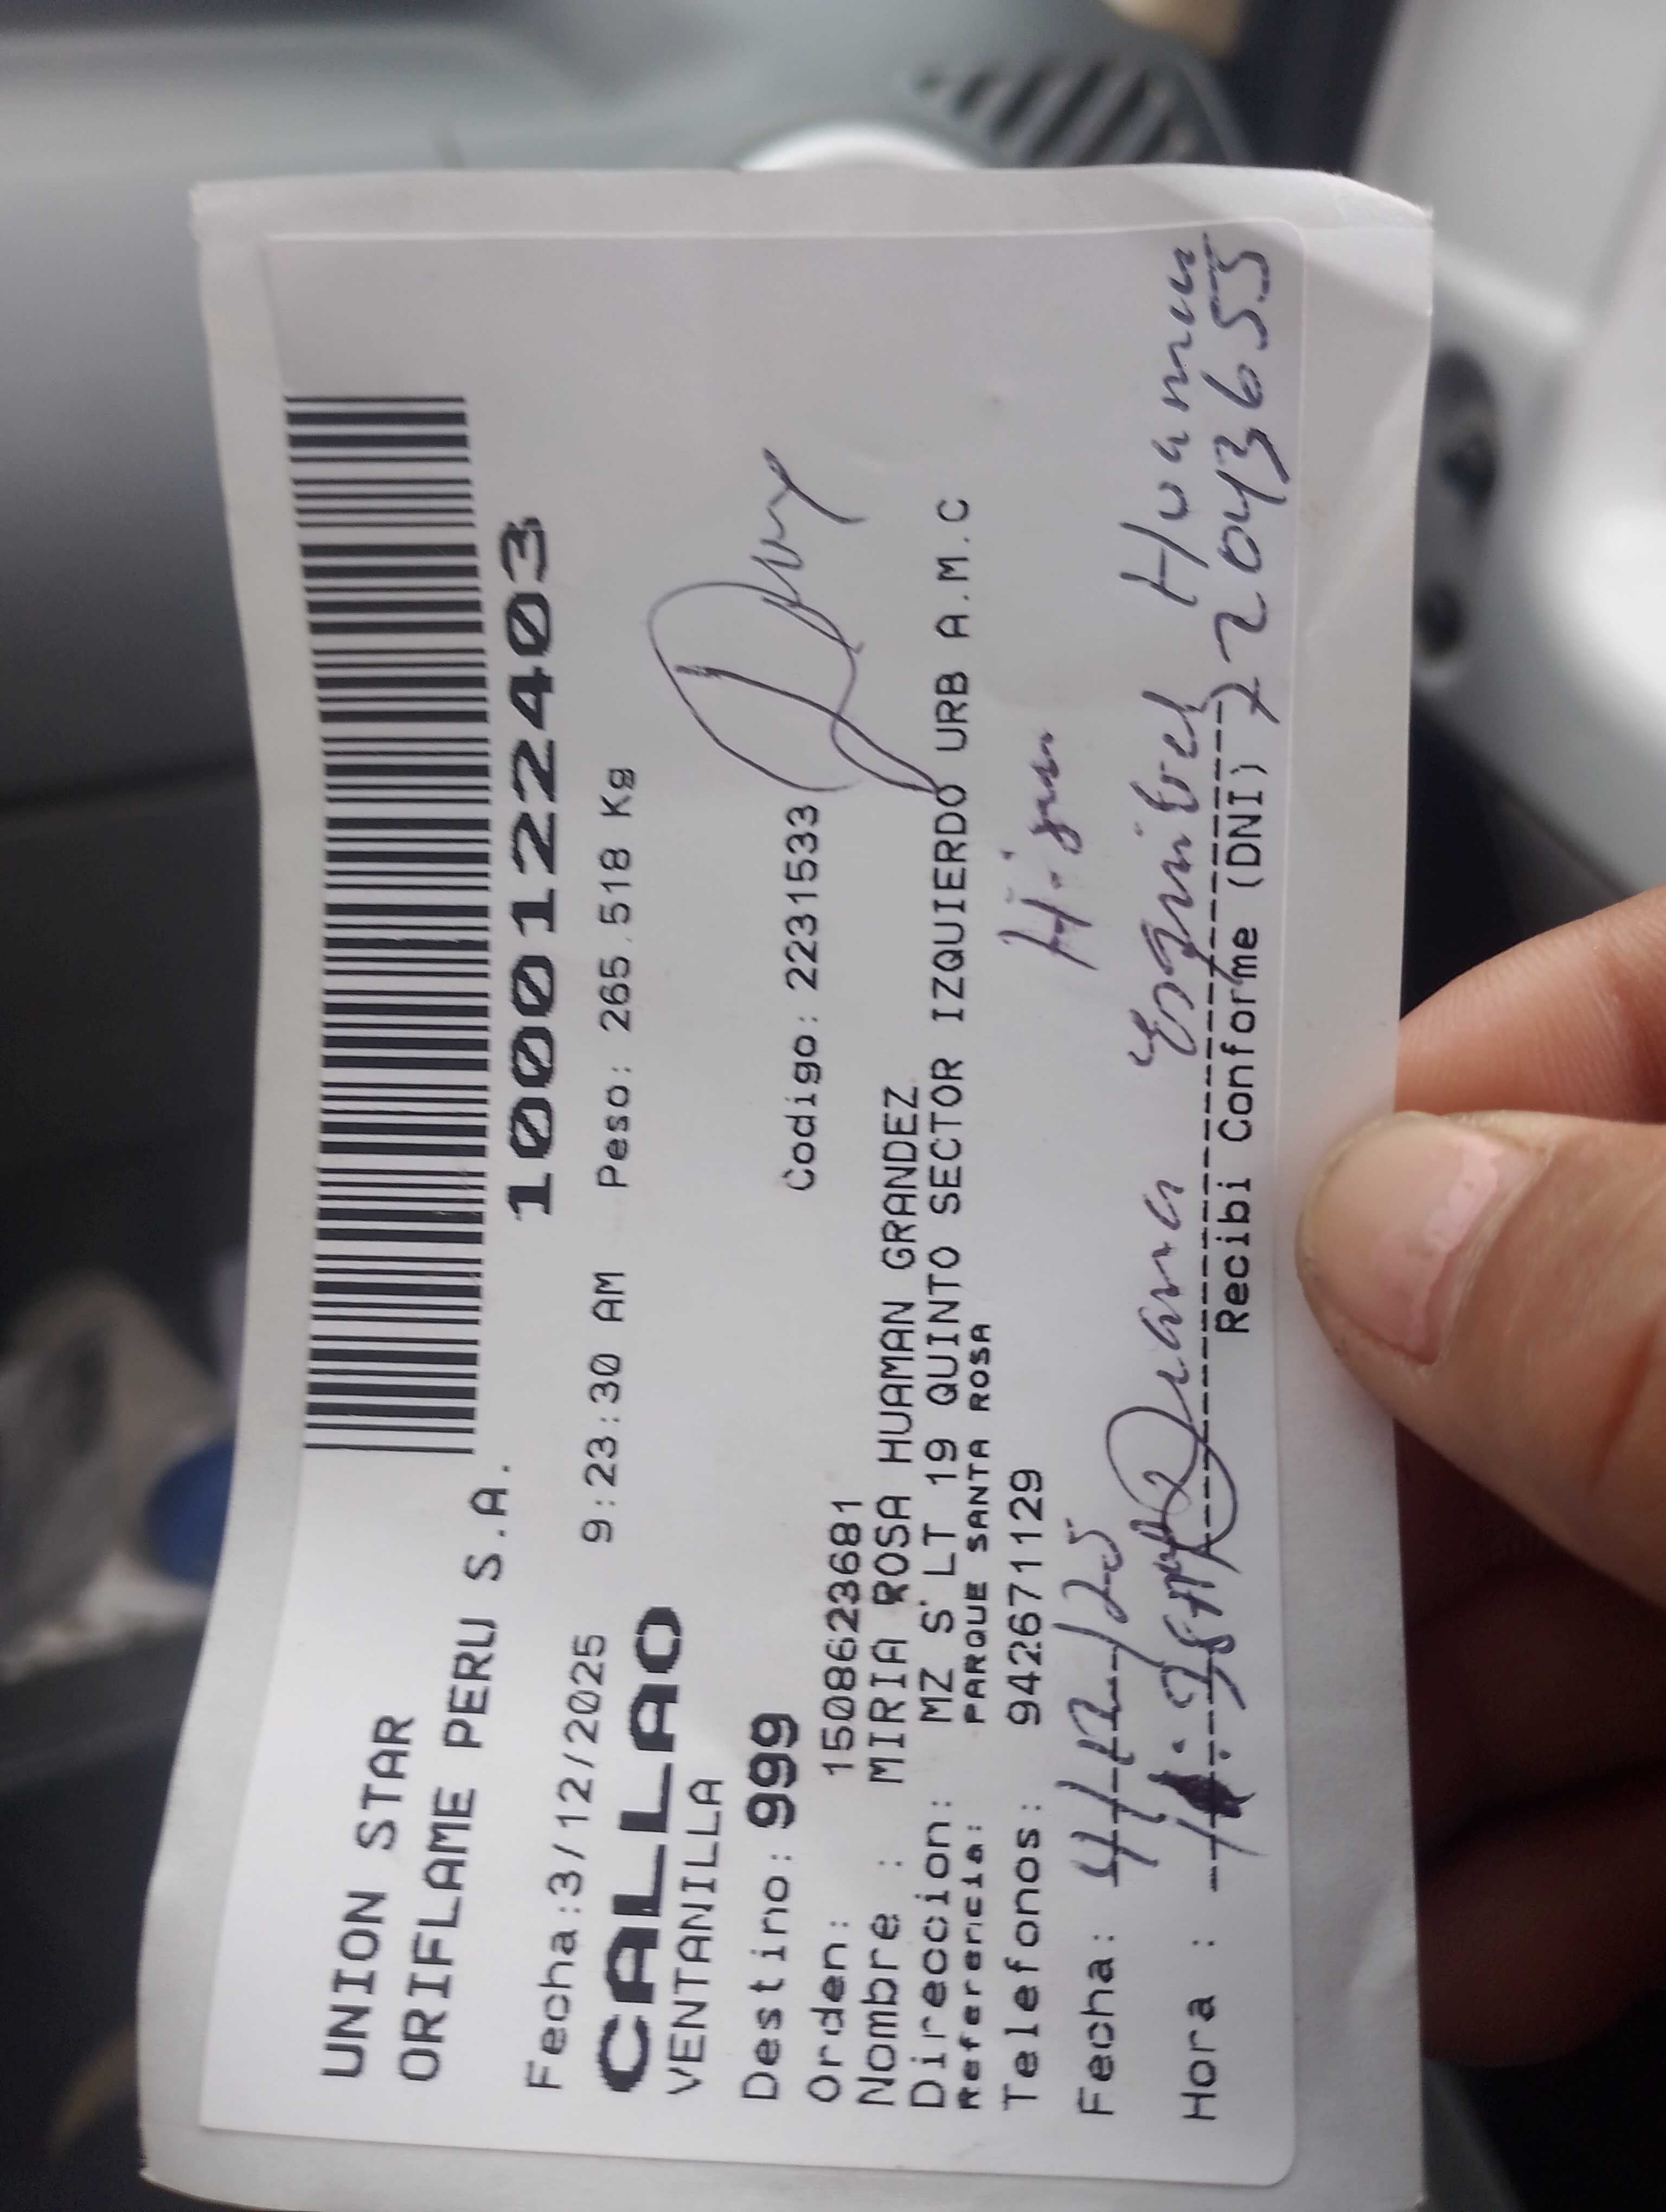 UNION STAR
ORIFLAME PERU S.A.
1000122403
Fecha:3/12/2025 9:23:30 AM Peso: 265.518 Kg
CALLAO
VENTANILLA
Destino: 999 Codigo: 22231533
Orden: 1508623681
Nombre : MIRIA ROSA HUAMAN GRANDEZ
Direccion: MZ S' LT 19 QUINTO SECTOR IZQUIERDO URB A.M.C
Referencia: PARQUE SANTA ROSA
Telefonos: 942671129
Fecha: 4/12/25
Hora :
Huaman
Recibi Conforme (DNI) 72043655